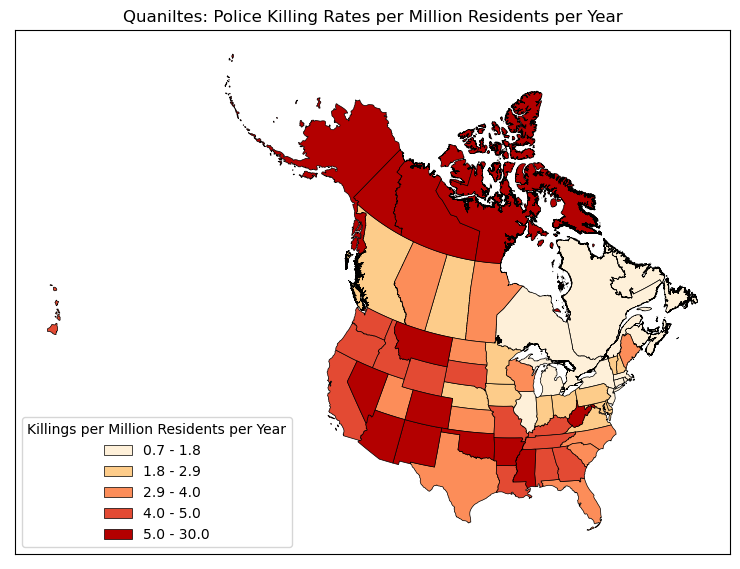 Quaniltes: Police Killing Rates per Million Residents per Year
Killings per Million Residents per Year
0.7 - 1.8
1.8 - 2.9
2.9 - 4.0
4.0 - 5.0
5.0 - 30.0